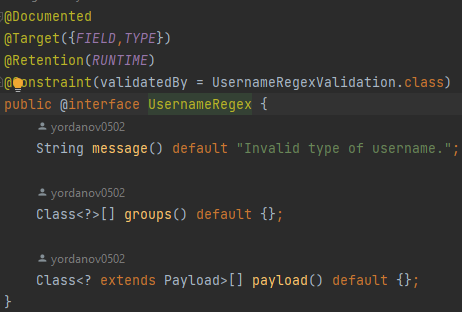 @Documented
@Target({FIELD,TYPE})
@Retention(RUNTIME)
@Constraint(validatedBy = UsernameRegexValidation.class)
public @interface UsernameRegex {
yordanov0502
String message() default "Invalid type of username.";
yordanov0502
Class<?>[] groups() default {};
yordanov0502
Class<? extends Payload>[] payload() default {};
}